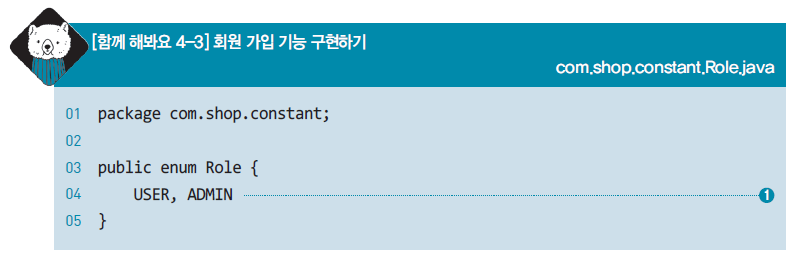 [함께 해봐요 4-3] 회원 가입 기능 구현하기
com.shop.constant.Role.java
01 package com.shop.constant;
02
03 public enum Role {
04 USER, ADMIN 1
05 }